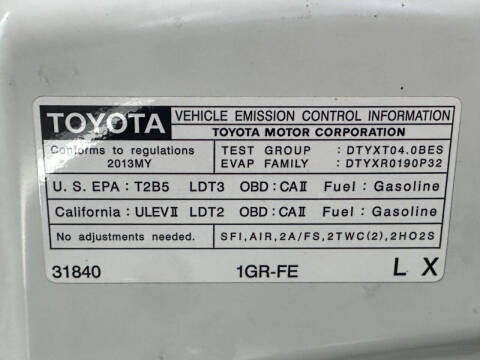 TOYOTA VEHICLE EMISSION CONTROL INFORMATION
TOYOTA MOTOR CORPORATION
Conforms to regulations TEST GROUP : DTYXT04.0BES
2013MY EVAP FAMILY : DTYXR0190P32
U. S. EPA : T2B5 LDT3 OBD : CAⅡ Fuel : Gasoline
California : ULEVⅡ LDT2 OBD : CAⅡ Fuel : Gasoline
No adjustments needed. SFI,AIR,2A/FS,2TWC(2),2HO2S
31840 1GR-FE L X